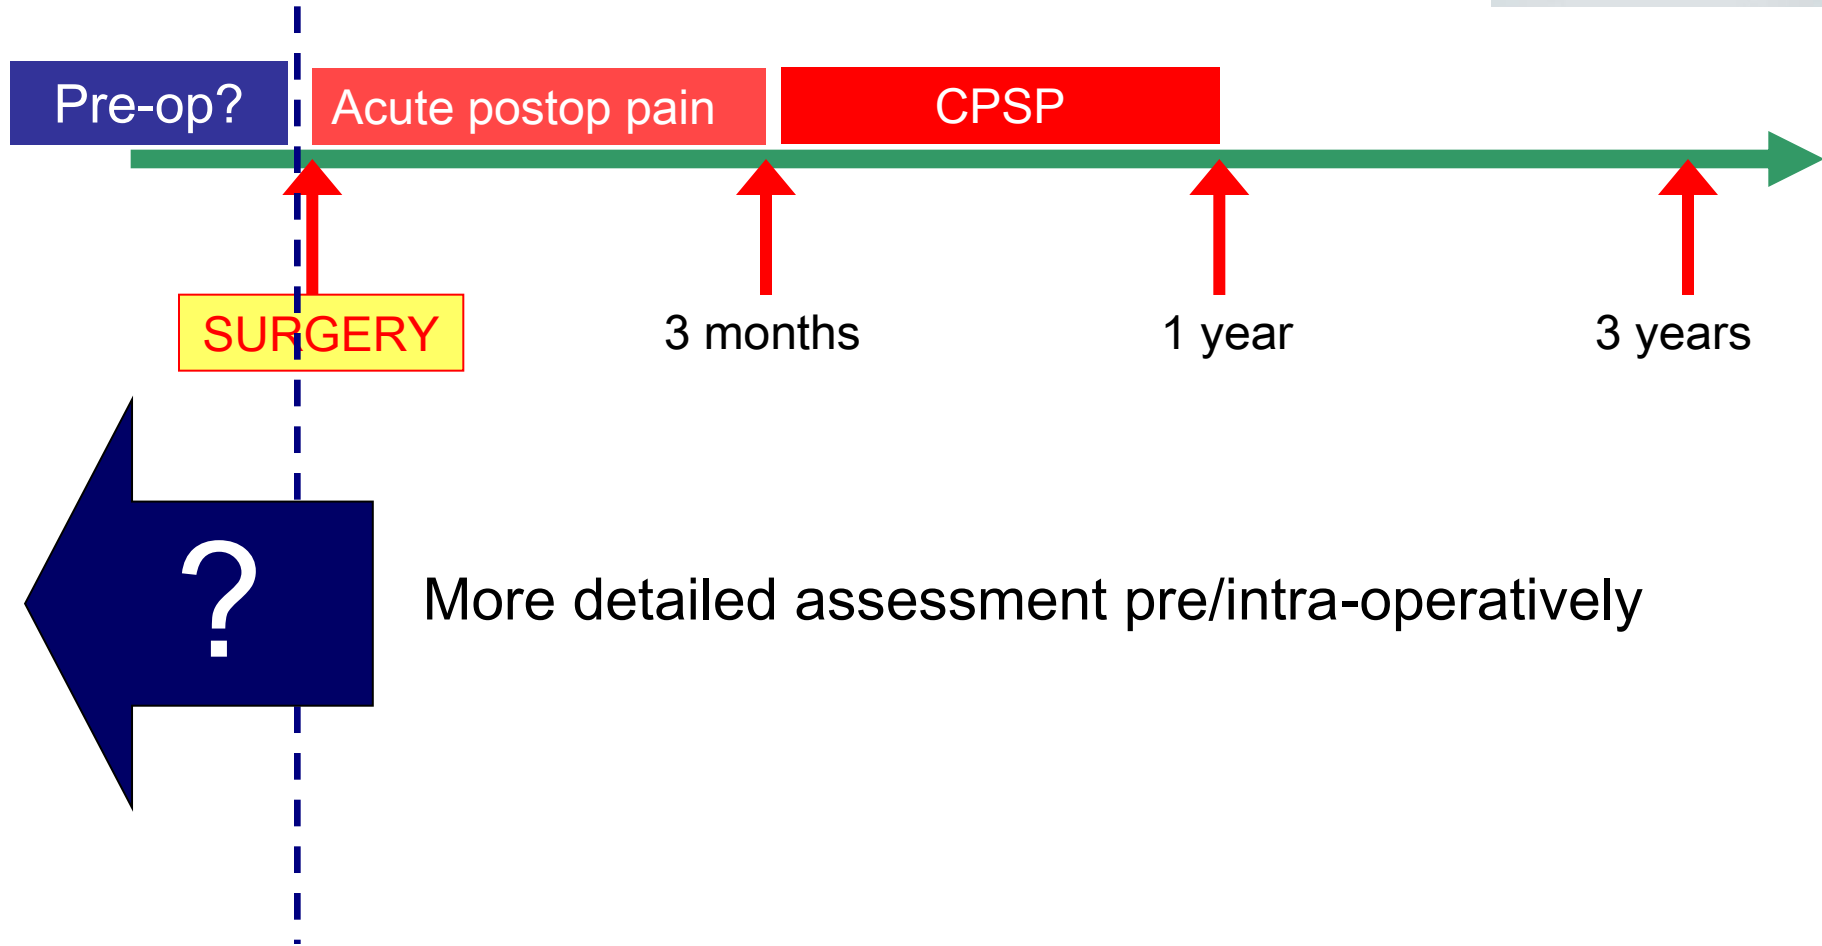 Pre-op?
Acute postop pain
CPSP
SURGERY
3 months
1 year
3 years
?
More detailed assessment pre/intra-operatively